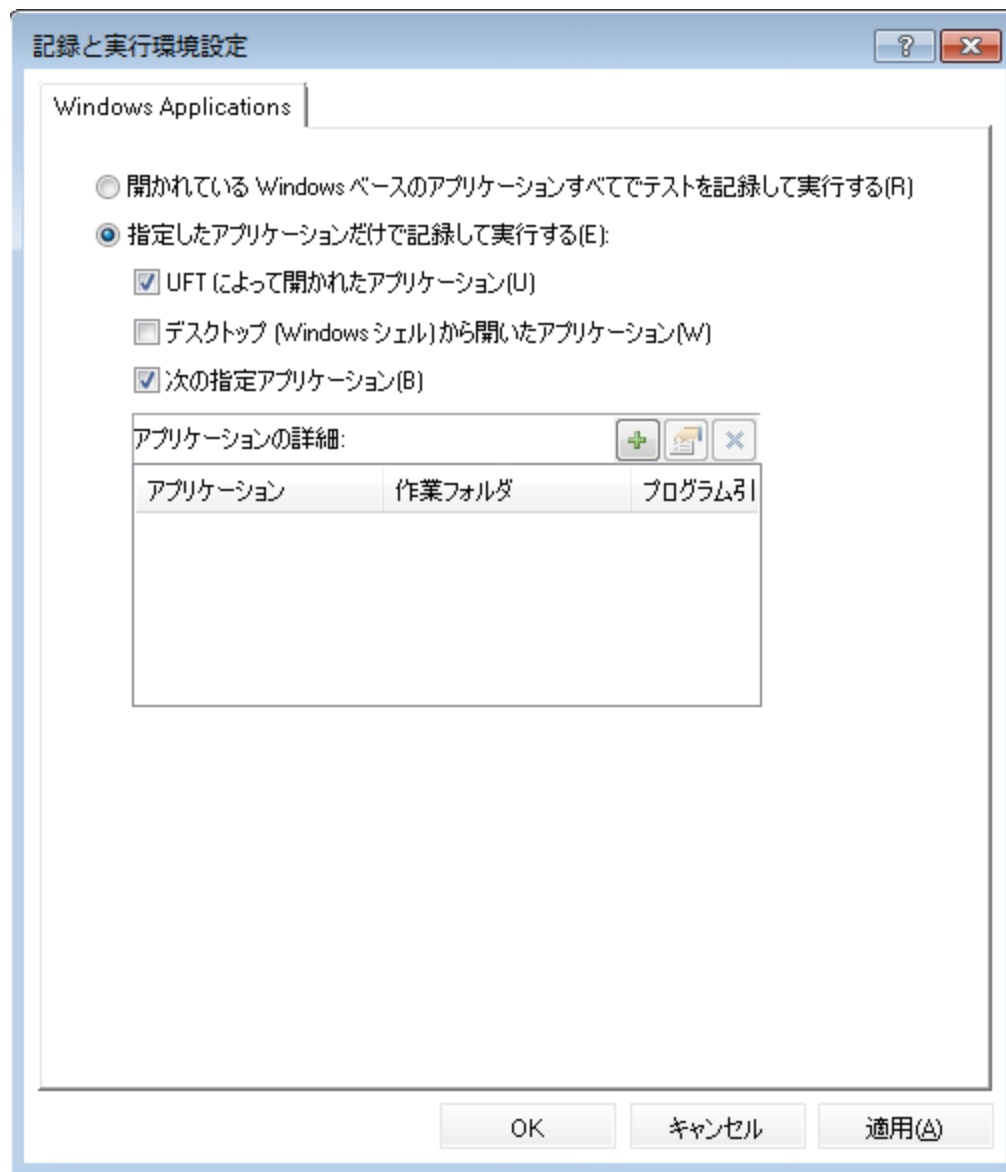 記録と実行環境設定
Windows Applications
開かれている Windows ベースのアプリケーションすべてでテストを記録して実行する(R)
指定したアプリケーションだけで記録して実行する(E):
UFT によって開かれたアプリケーション(U)
デスクトップ (Windows シェル) から開いたアプリケーション(W)
次の指定アプリケーション(B)
アプリケーションの詳細:
アプリケーション 作業フォルダ プログラム引
OK キャンセル 適用(A)